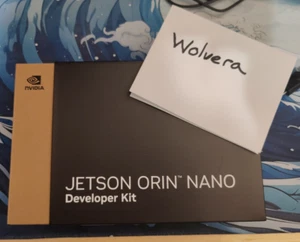 Wolvera
NVIDIA
JETSON ORIN™ NANO
Developer Kit